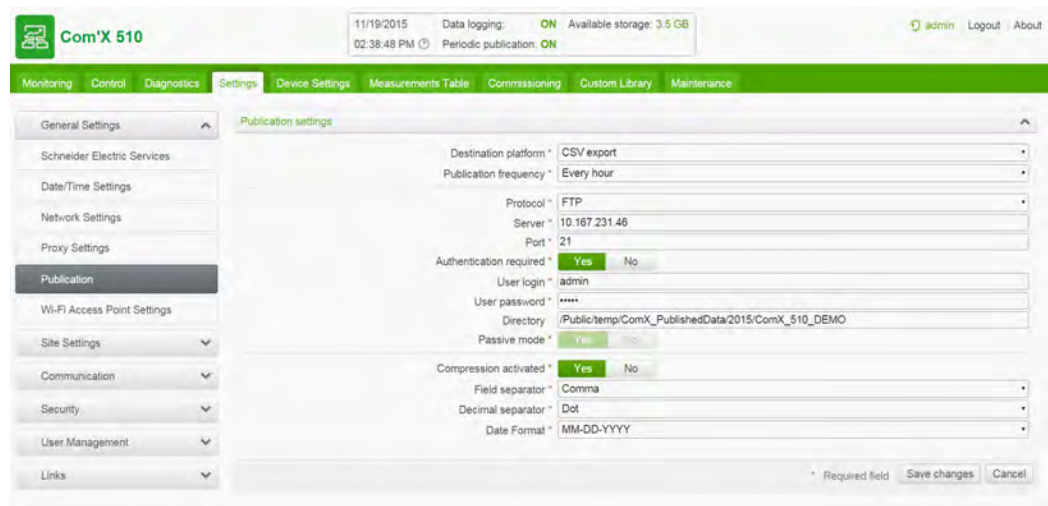 Com'X 510
11/19/2015 Data logging: ON Available storage: 3.5 GB
02:38:48 PM Periodic publication: ON
admin Logout About
Monitoring Control Diagnostics Settings Device Settings Measurements Table Commissioning Custom Library Maintenance
General Settings
Schneider Electric Services
Date/Time Settings
Network Settings
Proxy Settings
Publication
Wi-Fi Access Point Settings
Site Settings
Communication
Security
User Management
Links
Publication settings
Destination platform * CSV export
Publication frequency * Every hour
Protocol * FTP
Server * 10.167.231.46
Port * 21
Authentication required * Yes No
User login * admin
User password * •••••
Directory /Public/temp/ComX_PublishedData/2015/ComX_510_DEMO
Passive mode * Yes No
Compression activated * Yes No
Field separator * Comma
Decimal separator * Dot
Date Format * MM-DD-YYYY
* Required field Save changes Cancel